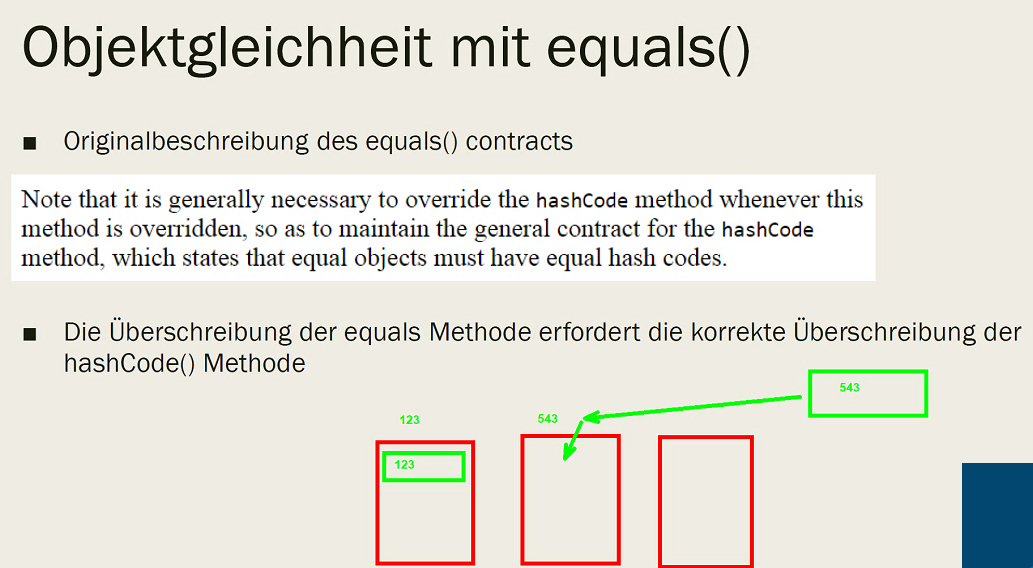 Objektgleichheit mit equals()
■ Originalbeschreibung des equals() contracts
Note that it is generally necessary to override the hashCode method whenever this
method is overridden, so as to maintain the general contract for the hashCode
method, which states that equal objects must have equal hash codes.
■ Die Überschreibung der equals Methode erfordert die korrekte Überschreibung der
hashCode() Methode
543
123
543
123